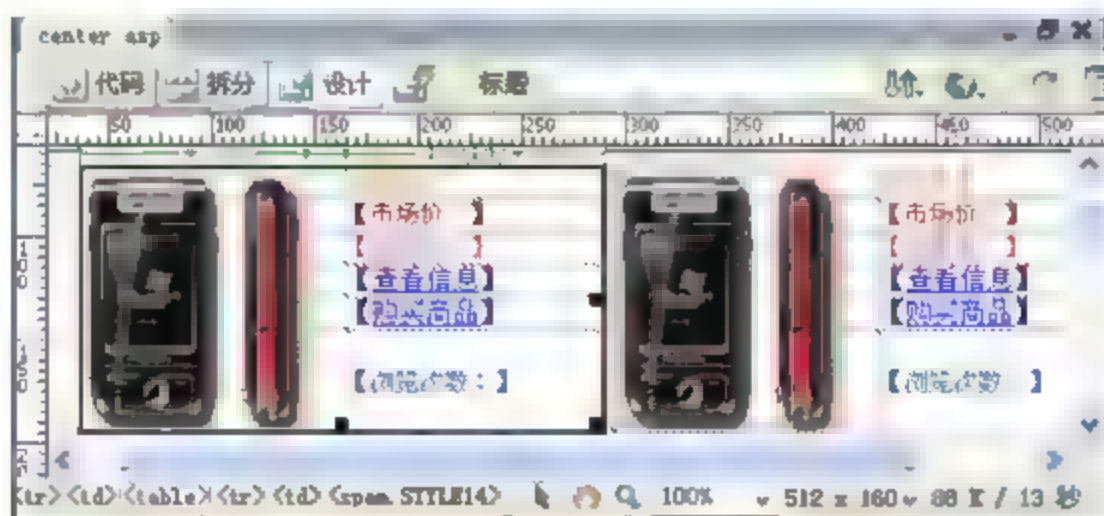 center asp
代码 拆分 设计 标题
50 100 150 200 250 300 350 400 450 500
【市场价 】 【市场价 】
【 】 【 】
【查看信息】 【查看信息】
【购买商品】 【购买商品】
【浏览次数：】 【浏览次数 】
<tr><td><table><tr><td><span.STYLE14> 100% 512 x 160 88 K / 13 秒